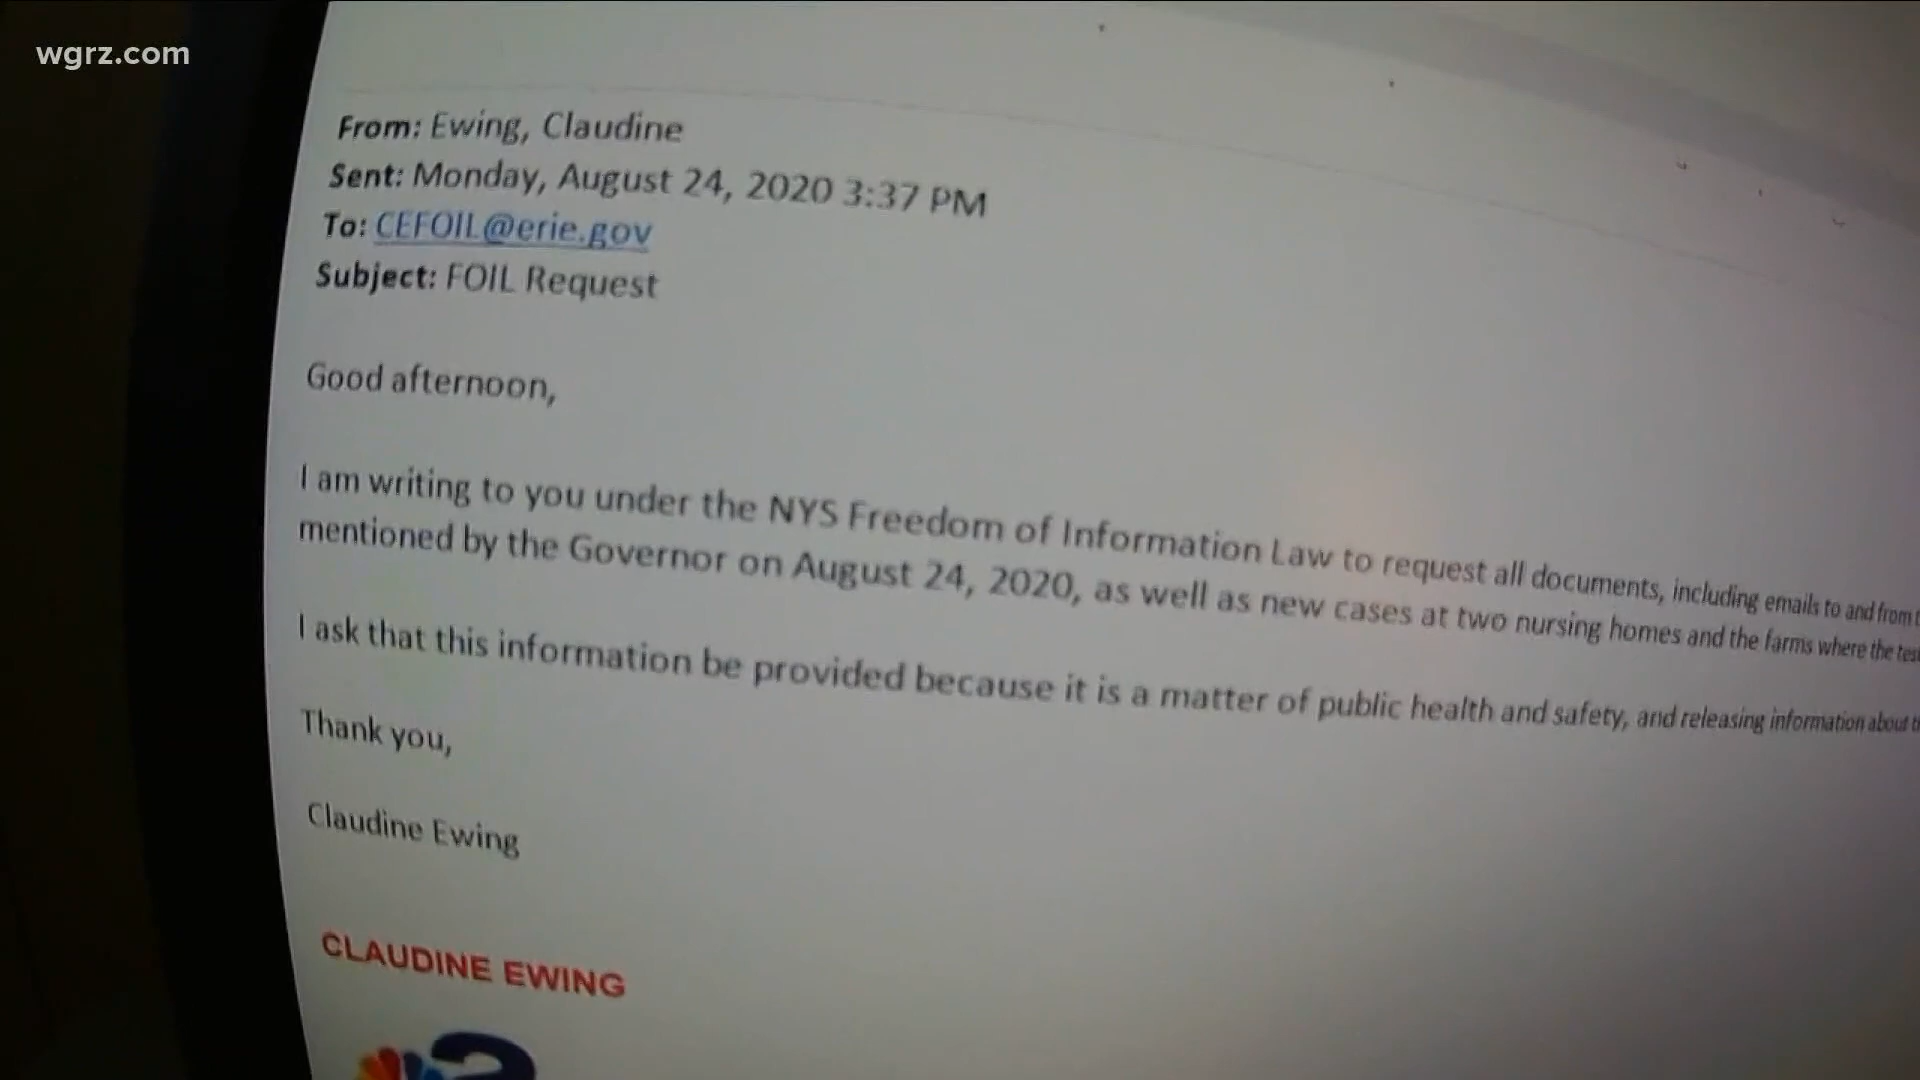 wgrz.com
From: Ewing, Claudine
Sent: Monday, August 24, 2020 3:37 PM
To: CEFOIL@erie.gov
Subject: FOIL Request
Good afternoon,
I am writing to you under the NYS Freedom of Information Law to request all documents, including emails to and from
mentioned by the Governor on August 24, 2020, as well as new cases at two nursing homes and the farms where the
I ask that this information be provided because it is a matter of public health and safety, and releasing information about
Thank you,
Claudine Ewing
CLAUDINE EWING
2